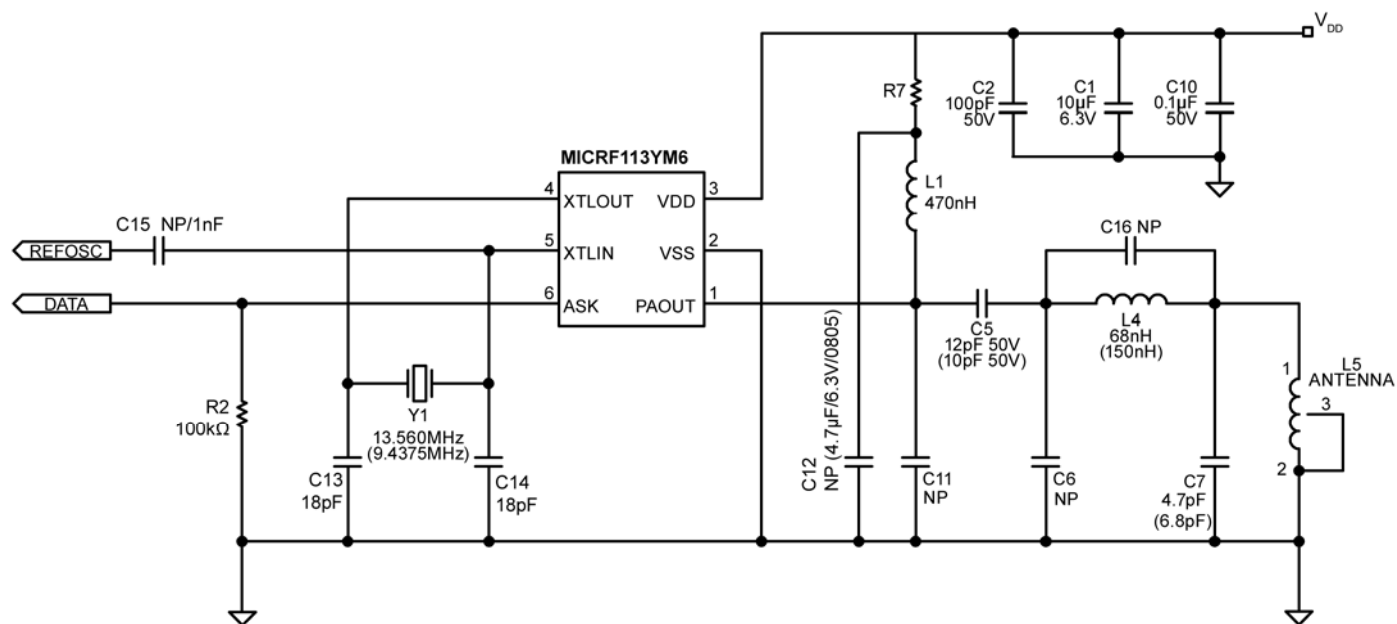 V_DD
R7
C2
100pF
50V
C1
10µF
6.3V
C10
0.1µF
50V
MICRF113YM6
4
XTLOUT
VDD
3
L1
470nH
C15 NP/1nF
C16 NP
REFOSC
5
XTLIN
VSS
2
DATA
6
ASK
PAOUT
1
C5
12pF 50V
(10pF 50V)
L4
68nH
(150nH)
L5
ANTENNA
1
3
2
R2
100kΩ
Y1
13.560MHz
(9.4375MHz)
C13
18pF
C14
18pF
C12
NP (4.7µF/6.3V/0805)
C11
NP
C6
NP
C7
4.7pF
(6.8pF)